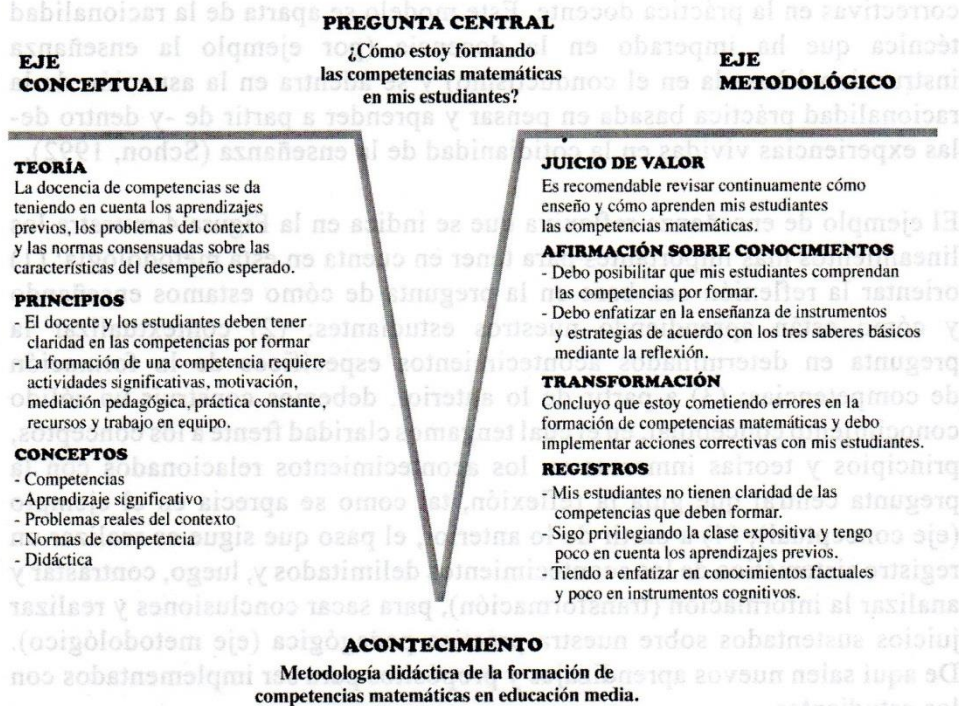 PREGUNTA CENTRAL
¿Cómo estoy formando
las competencias matemáticas
en mis estudiantes?
EJE
CONCEPTUAL
EJE
METODOLÓGICO
TEORÍA
La docencia de competencias se da
teniendo en cuenta los aprendizajes
previos, los problemas del contexto
y las normas consensuadas sobre las
características del desempeño esperado.
PRINCIPIOS
- El docente y los estudiantes deben tener
claridad en las competencias por formar
- La formación de una competencia requiere
actividades significativas, motivación,
mediación pedagógica, práctica constante,
recursos y trabajo en equipo.
CONCEPTOS
- Competencias
- Aprendizaje significativo
- Problemas reales del contexto
- Normas de competencia
- Didáctica
JUICIO DE VALOR
Es recomendable revisar continuamente cómo
enseño y cómo aprenden mis estudiantes
las competencias matemáticas.
AFIRMACIÓN SOBRE CONOCIMIENTOS
- Debo posibilitar que mis estudiantes comprendan
las competencias por formar.
- Debo enfatizar en la enseñanza de instrumentos
y estrategias de acuerdo con los tres saberes básicos
mediante la reflexión.
TRANSFORMACIÓN
Concluyo que estoy cometiendo errores en la
formación de competencias matemáticas y debo
implementar acciones correctivas con mis estudiantes.
REGISTROS
- Mis estudiantes no tienen claridad de las
competencias que deben formar.
- Sigo privilegiando la clase expositiva y tengo
poco en cuenta los aprendizajes previos.
- Tiendo a enfatizar en conocimientos factuales
y poco en instrumentos cognitivos.
ACONTECIMIENTO
Metodología didáctica de la formación de
competencias matemáticas en educación media.